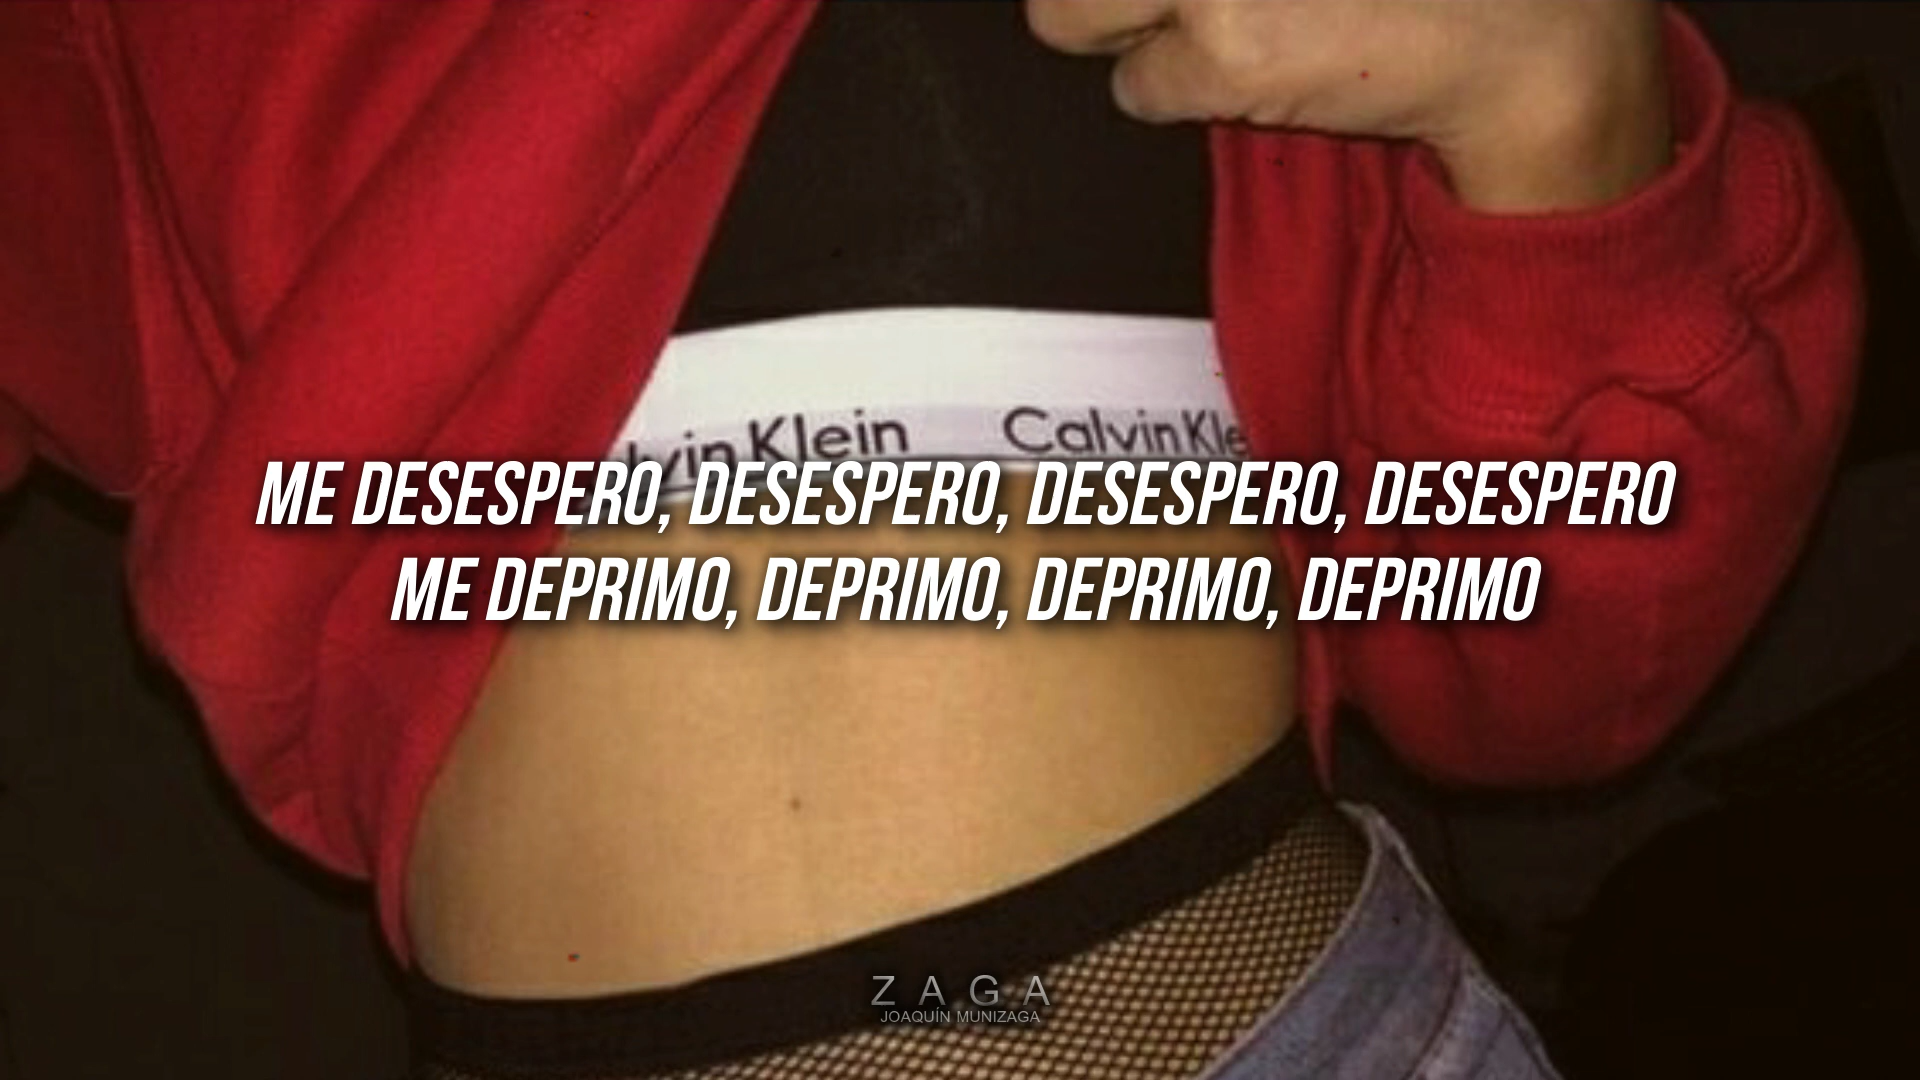 lvin Klein Calvin Kle
ME DESESPERO, DESESPERO, DESESPERO, DESESPERO
ME DEPRIMO, DEPRIMO, DEPRIMO, DEPRIMO
ZAGA
JOAQUÍN MUNIZAGA